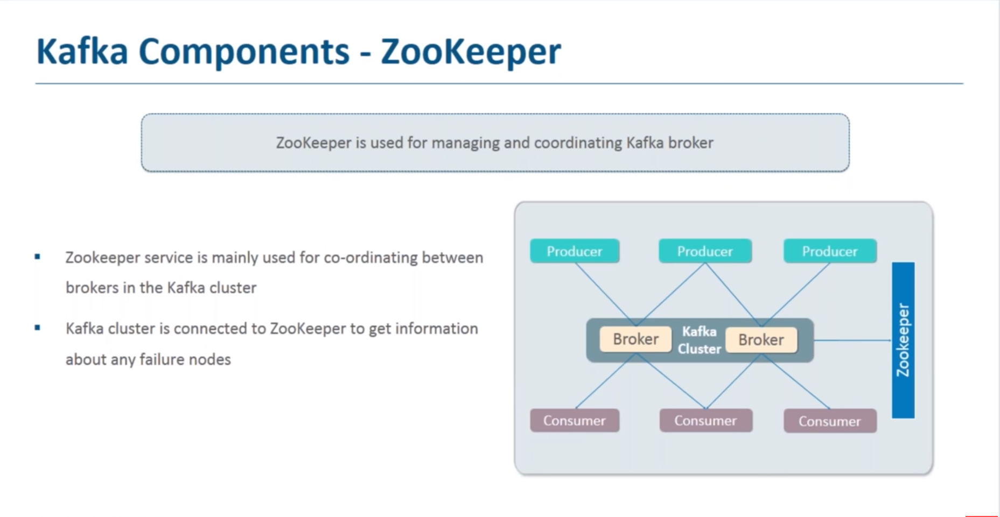 Kafka Components - ZooKeeper
ZooKeeper is used for managing and coordinating Kafka broker
Zookeeper service is mainly used for co-ordinating between
brokers in the Kafka cluster
Kafka cluster is connected to ZooKeeper to get information
about any failure nodes
Producer
Producer
Producer
Broker
Kafka
Cluster
Broker
Zookeeper
Consumer
Consumer
Consumer